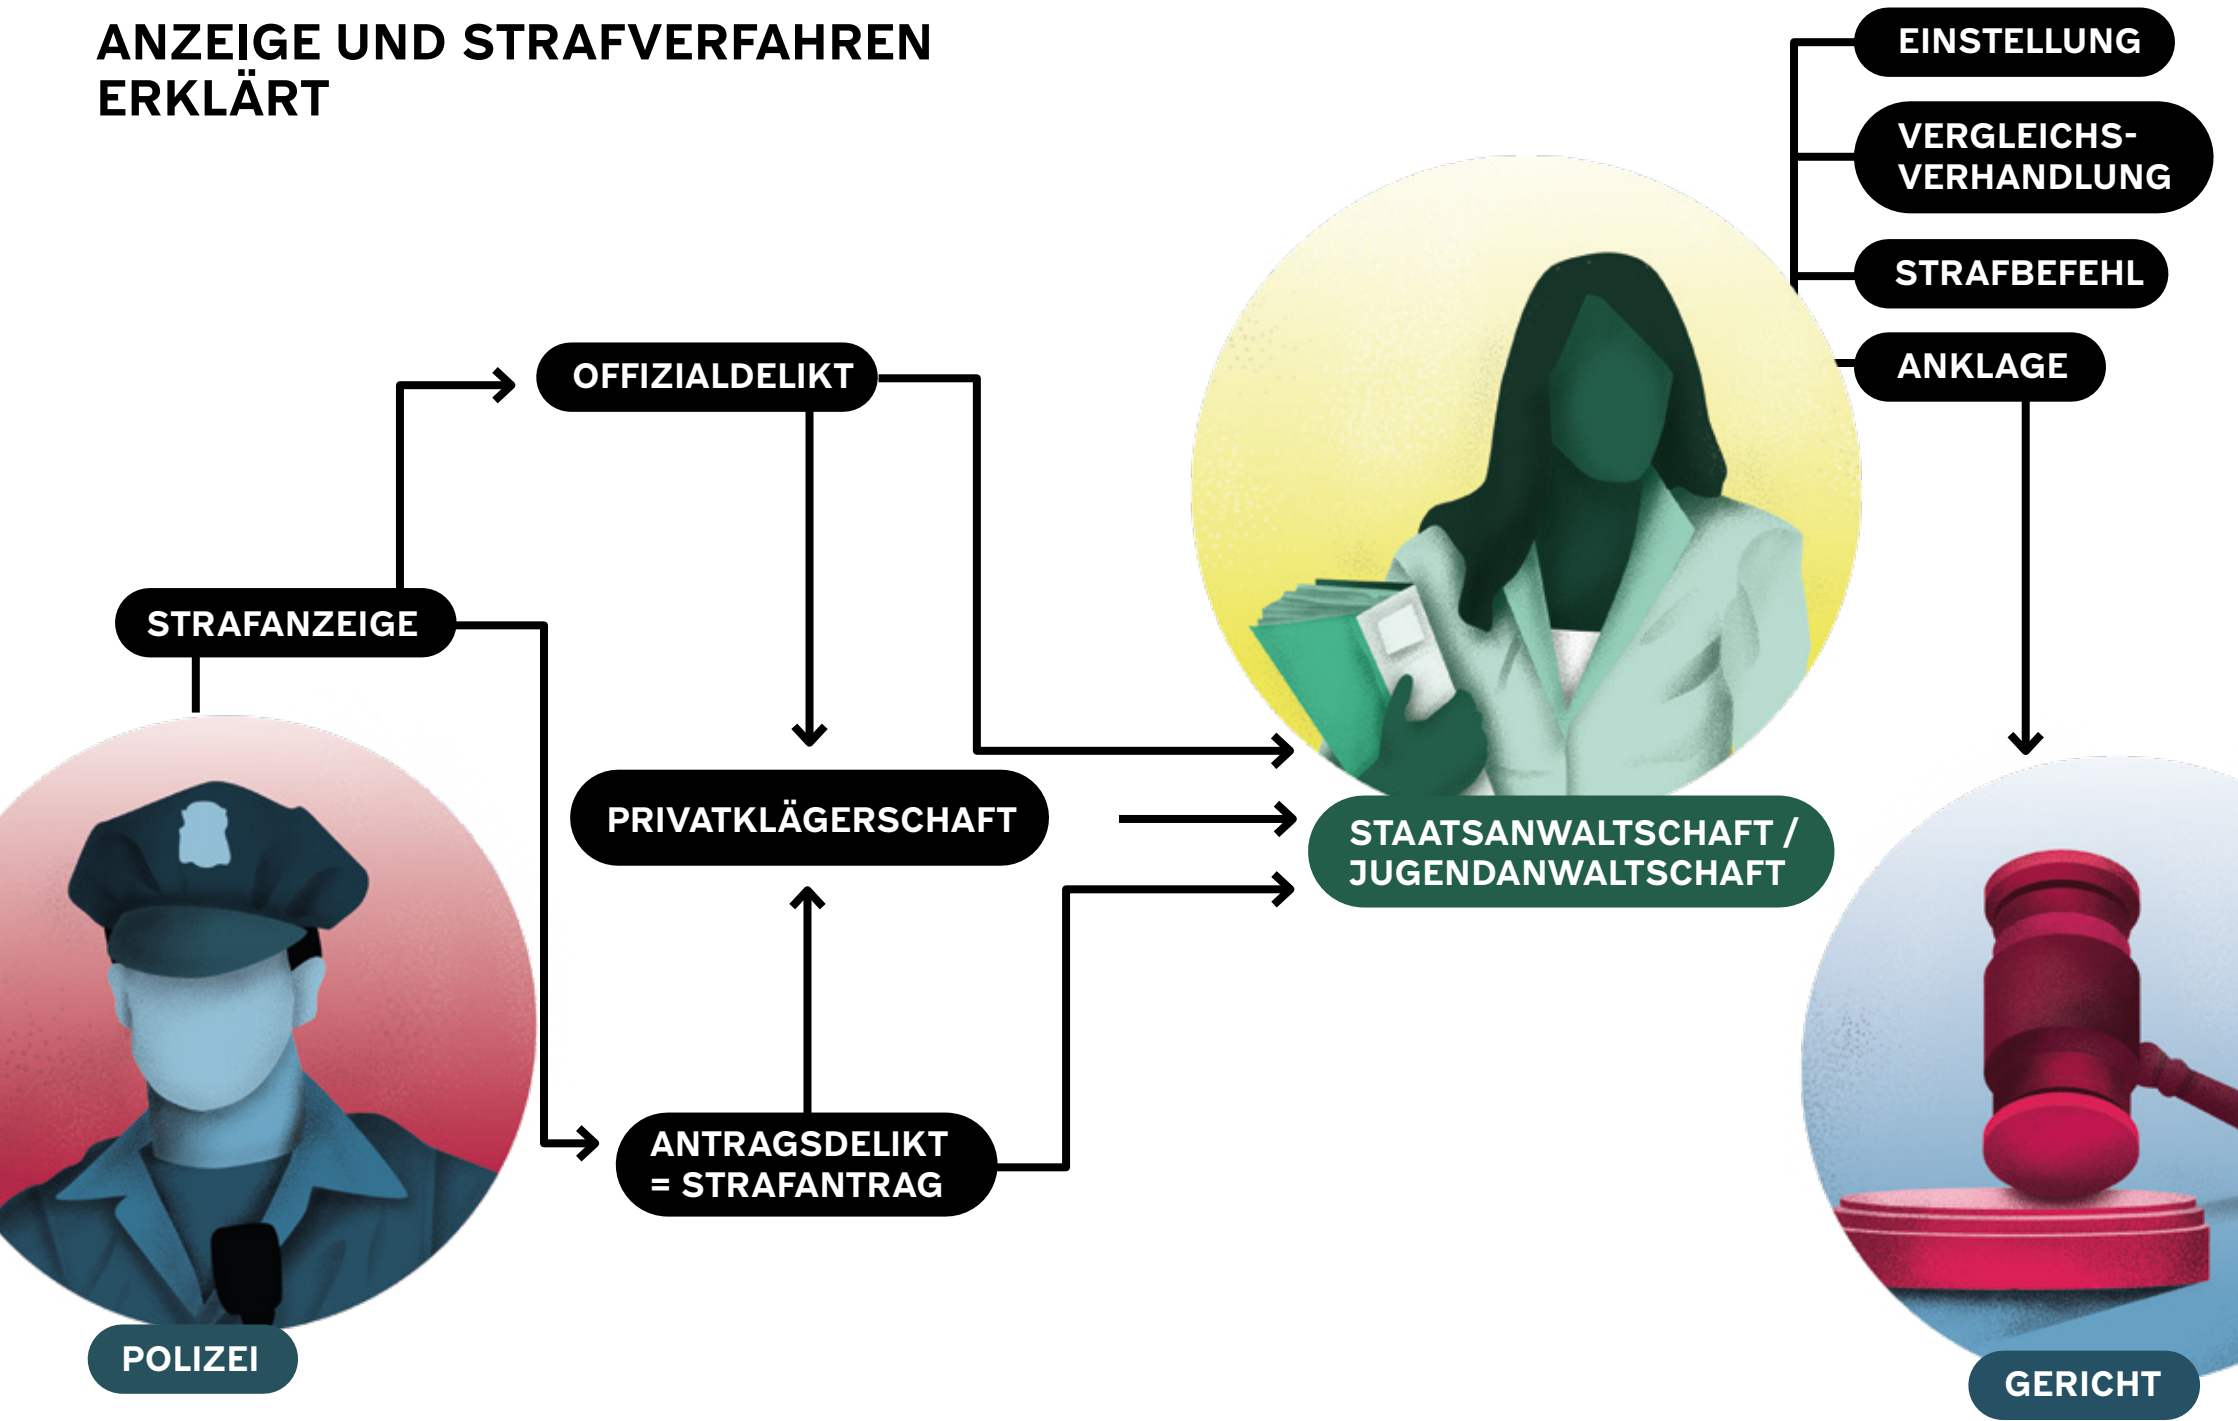 ANZEIGE UND STRAFVERFAHREN
ERKLÄRT
EINSTELLUNG
VERGLEICHS-
VERHANDLUNG
STRAFBEFEHL
ANKLAGE
OFFIZIALDELIKT
STRAFANZEIGE
PRIVATKLÄGERSCHAFT
STAATSANWALTSCHAFT /
JUGENDANWALTSCHAFT
ANTRAGSDELIKT
= STRAFANTRAG
POLIZEI
GERICHT